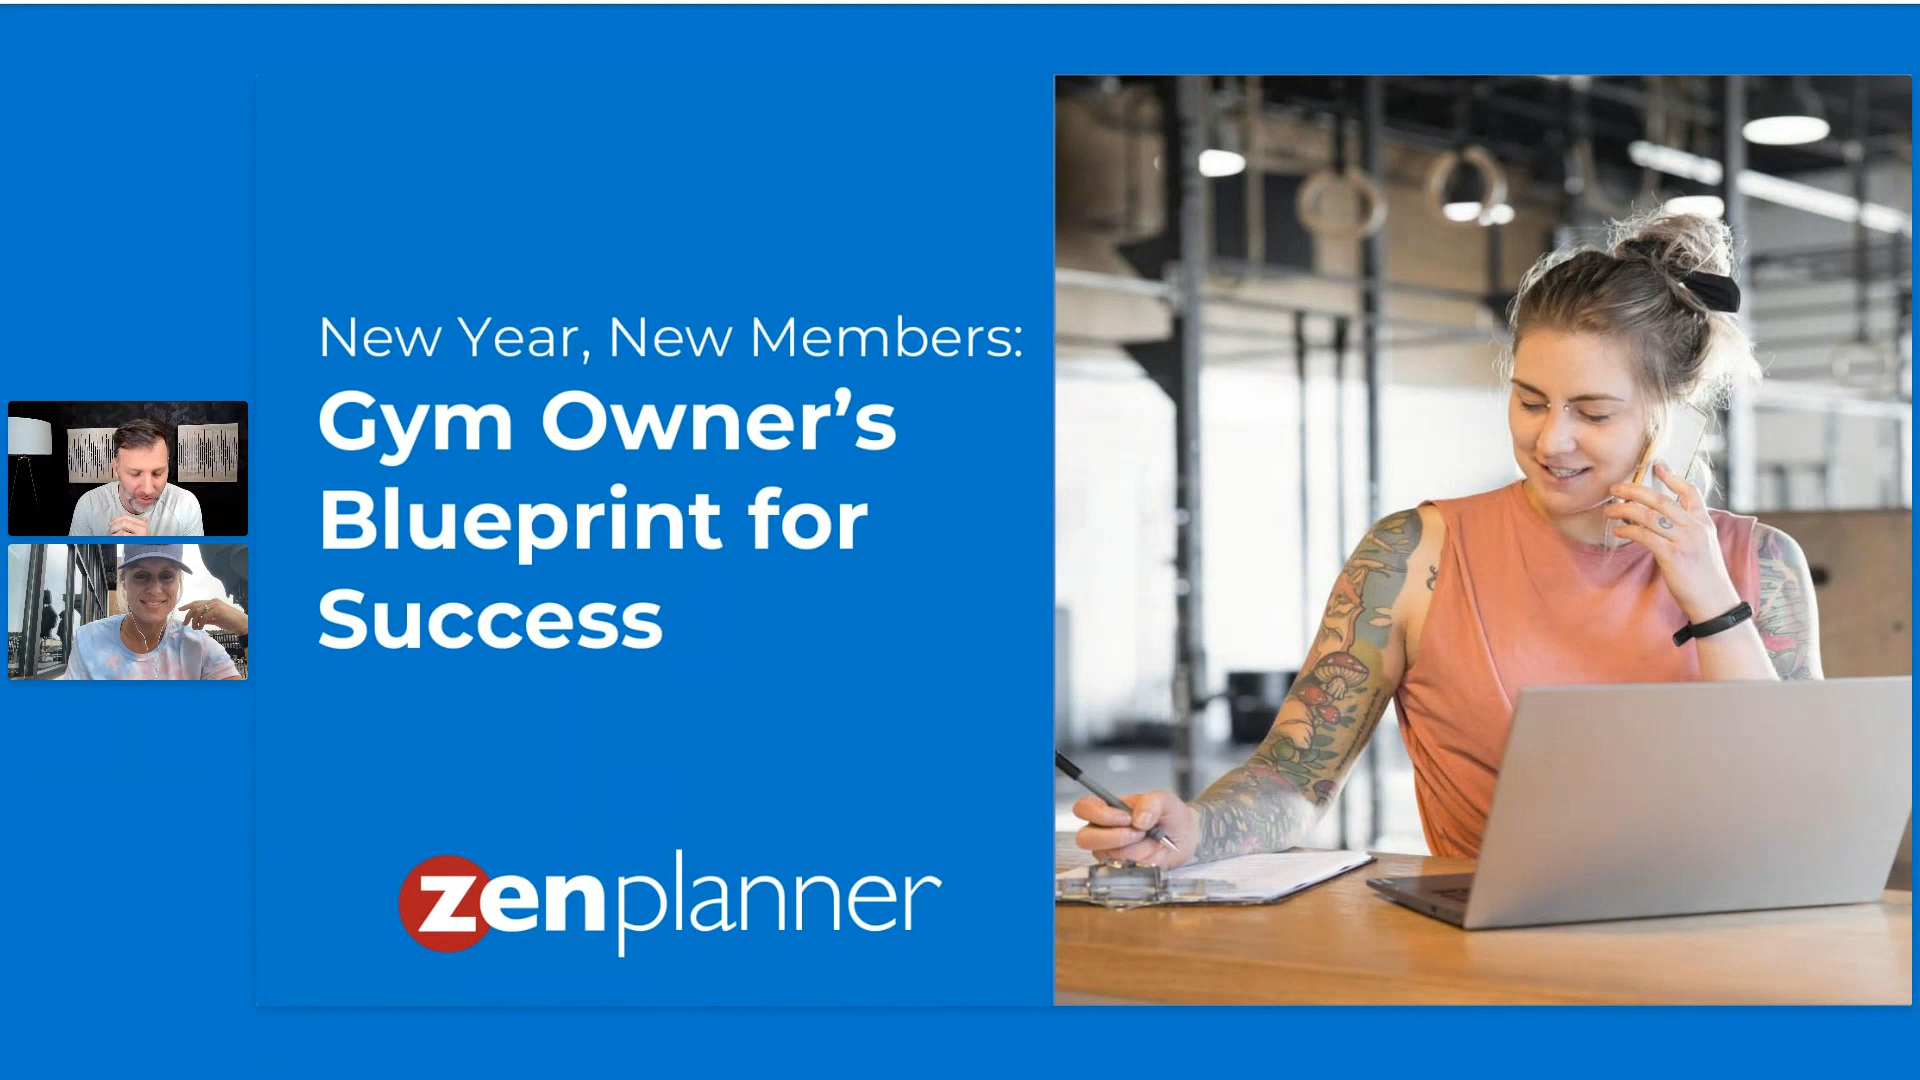 New Year, New Members:
Gym Owner’s
Blueprint for
Success
zenplanner